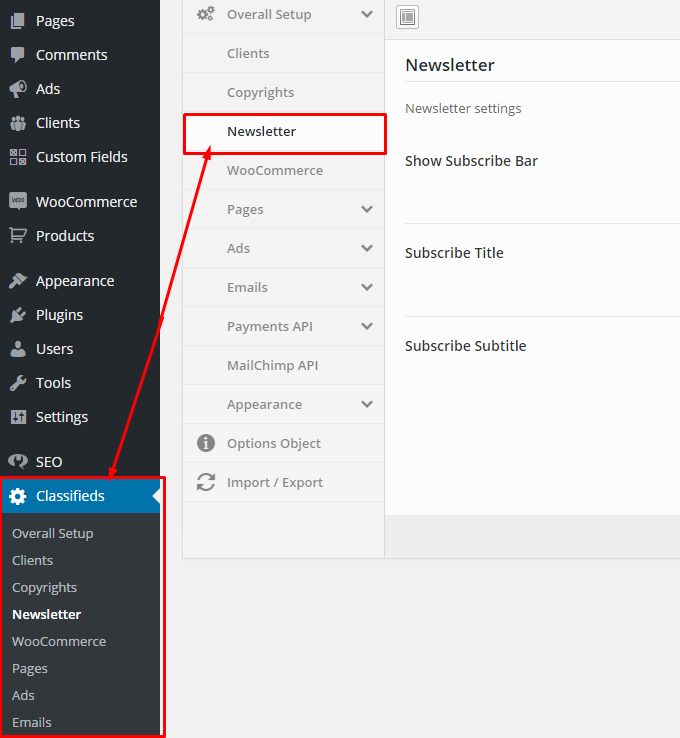 Pages
Comments
Ads
Clients
Custom Fields
WOO
WooCommerce
Products
Appearance
Plugins
Users
Tools
Settings
SEO
Classifieds
Overall Setup
Clients
Copyrights
Newsletter
WooCommerce
Pages
Ads
Emails
Overall Setup
Clients
Copyrights
Newsletter
WooCommerce
Pages
Ads
Emails
Payments API
MailChimp API
Appearance
Options Object
Import / Export
Newsletter
Newsletter settings
Show Subscribe Bar
Subscribe Title
Subscribe Subtitle